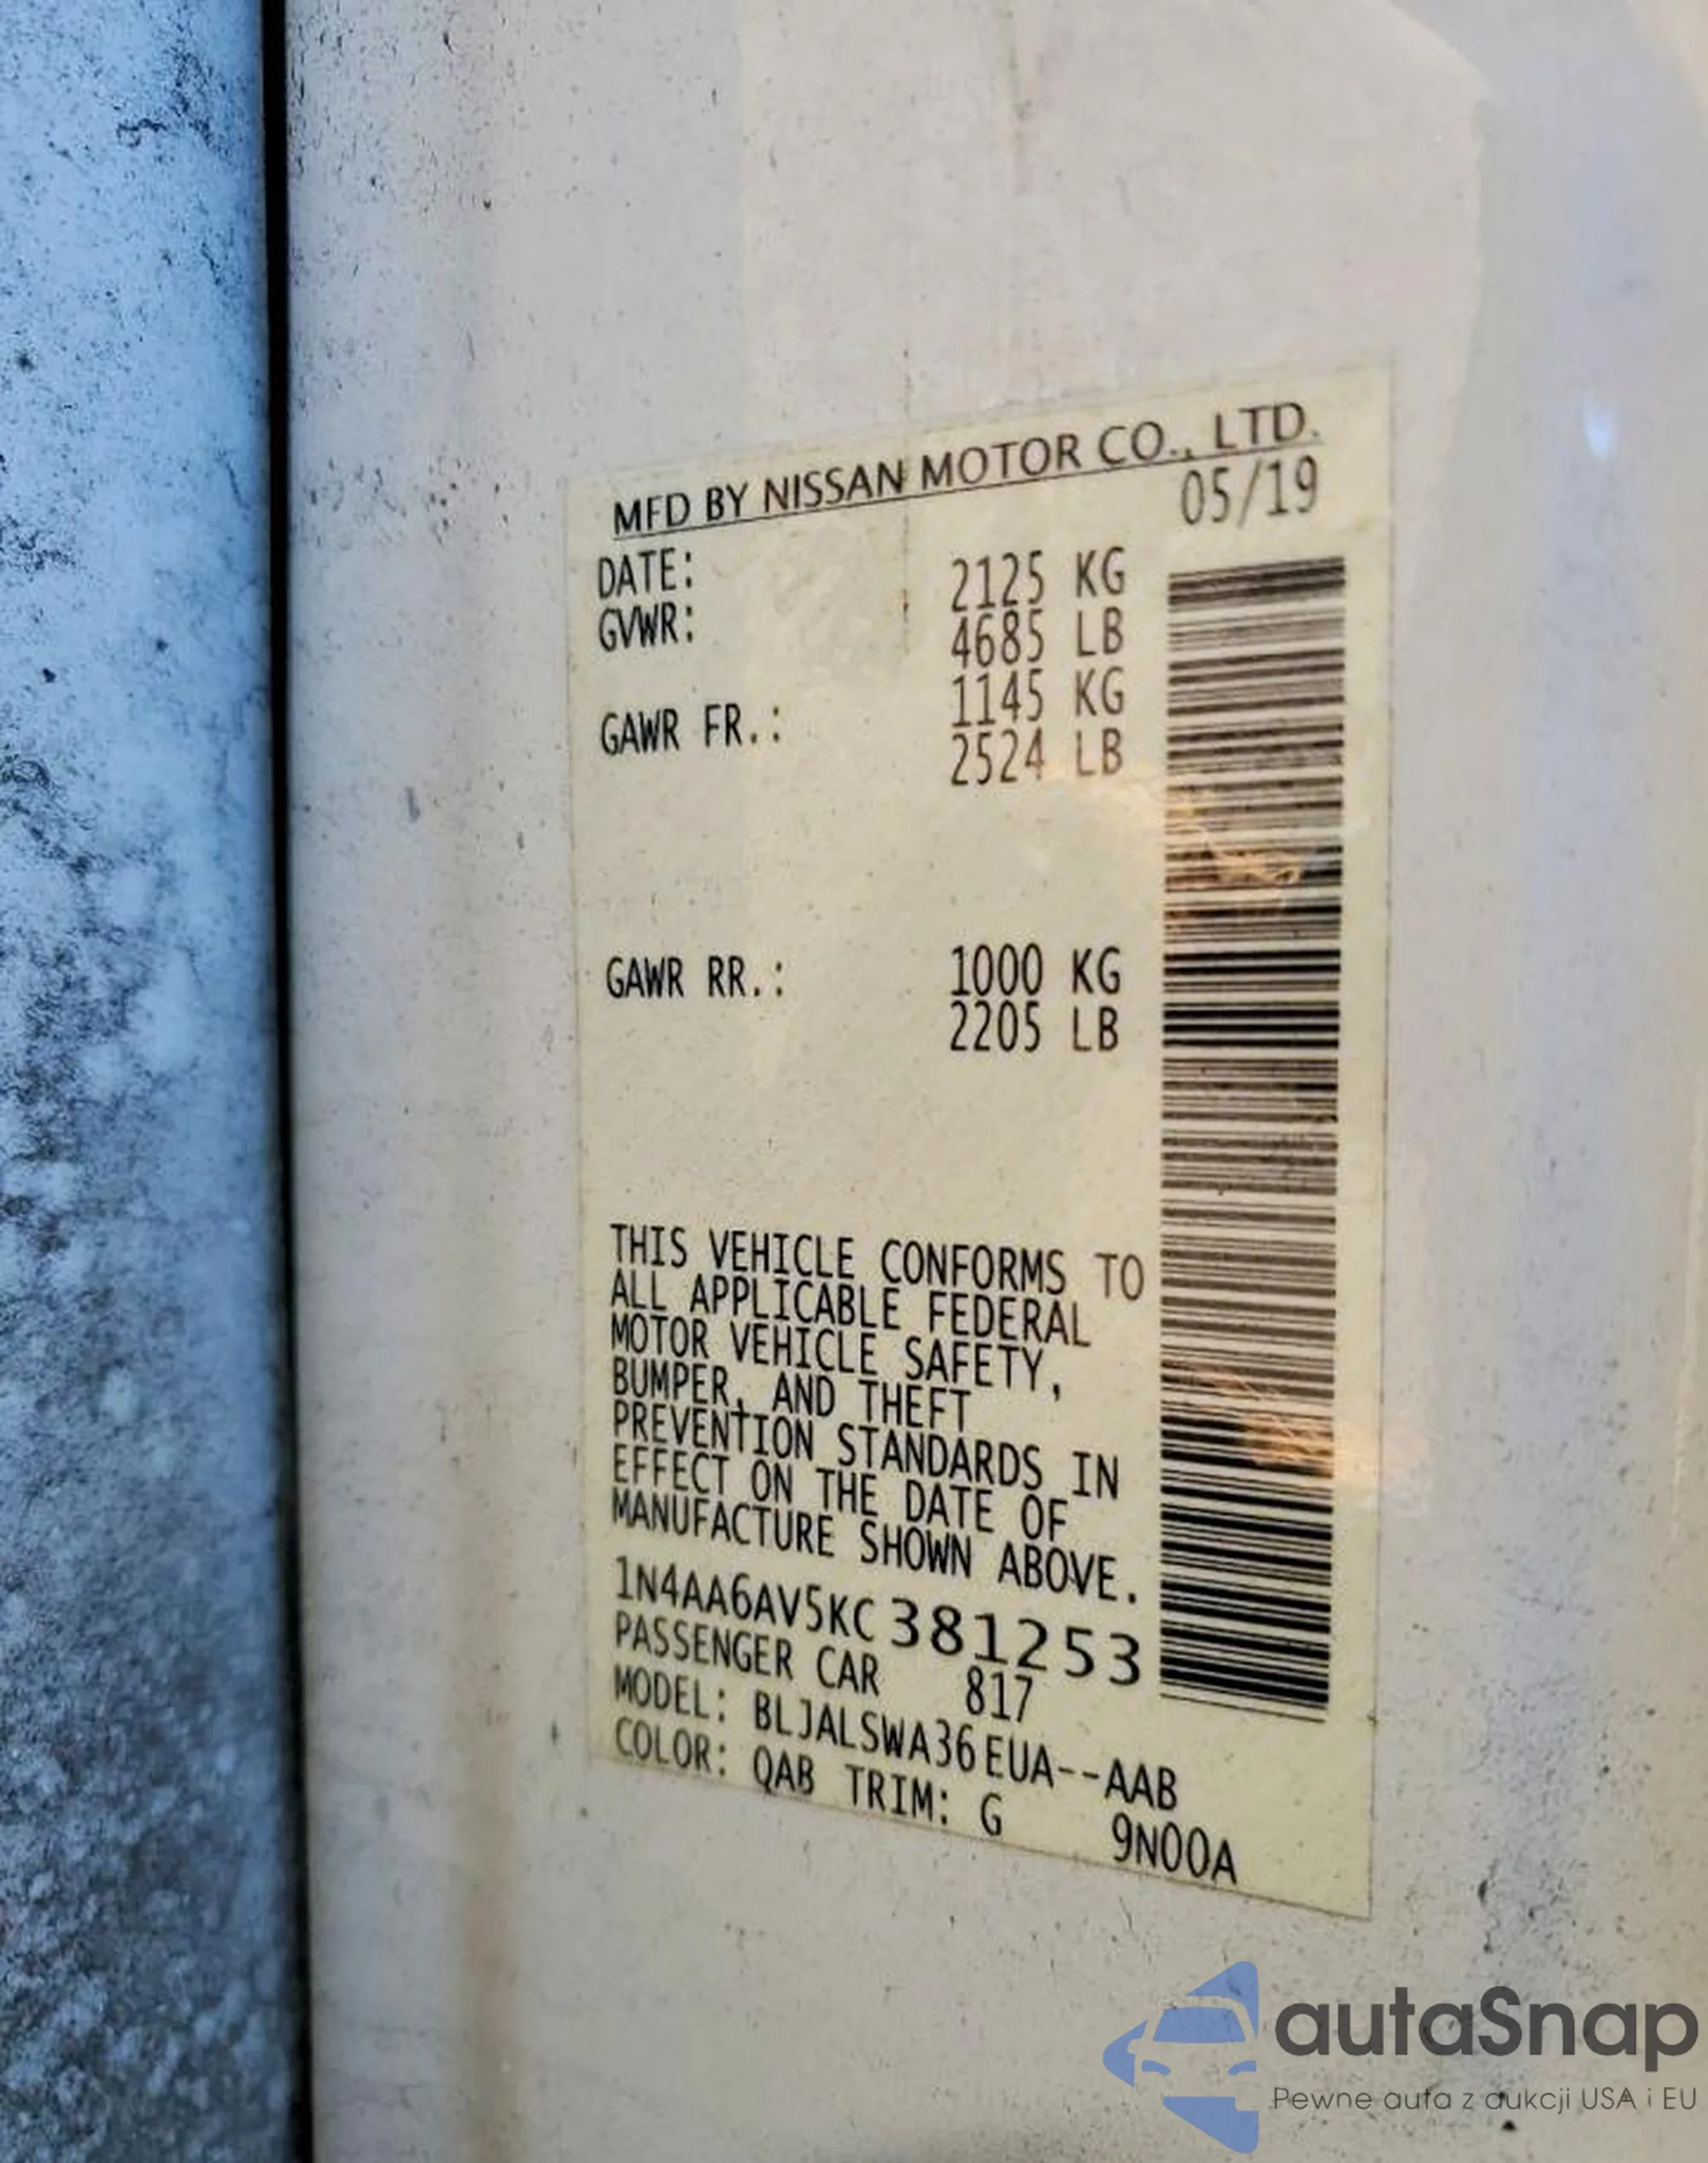 MFD BY NISSAN MOTOR CO., LTD.
DATE: 05/19
GVWR: 2125 KG
4685 LB
GAWR FR.: 1145 KG
2524 LB
GAWR RR.: 1000 KG
2205 LB
THIS VEHICLE CONFORMS TO
ALL APPLICABLE FEDERAL
MOTOR VEHICLE SAFETY,
BUMPER, AND THEFT
PREVENTION STANDARDS IN
EFFECT ON THE DATE OF
MANUFACTURE SHOWN ABOVE.
1N4AA6AV5KC381253
PASSENGER CAR 817
MODEL: BLJALSWA36EUA--AAB
COLOR: QAB TRIM: G 9N00A
autaSnap
Pewne auta z aukcji USA i EU